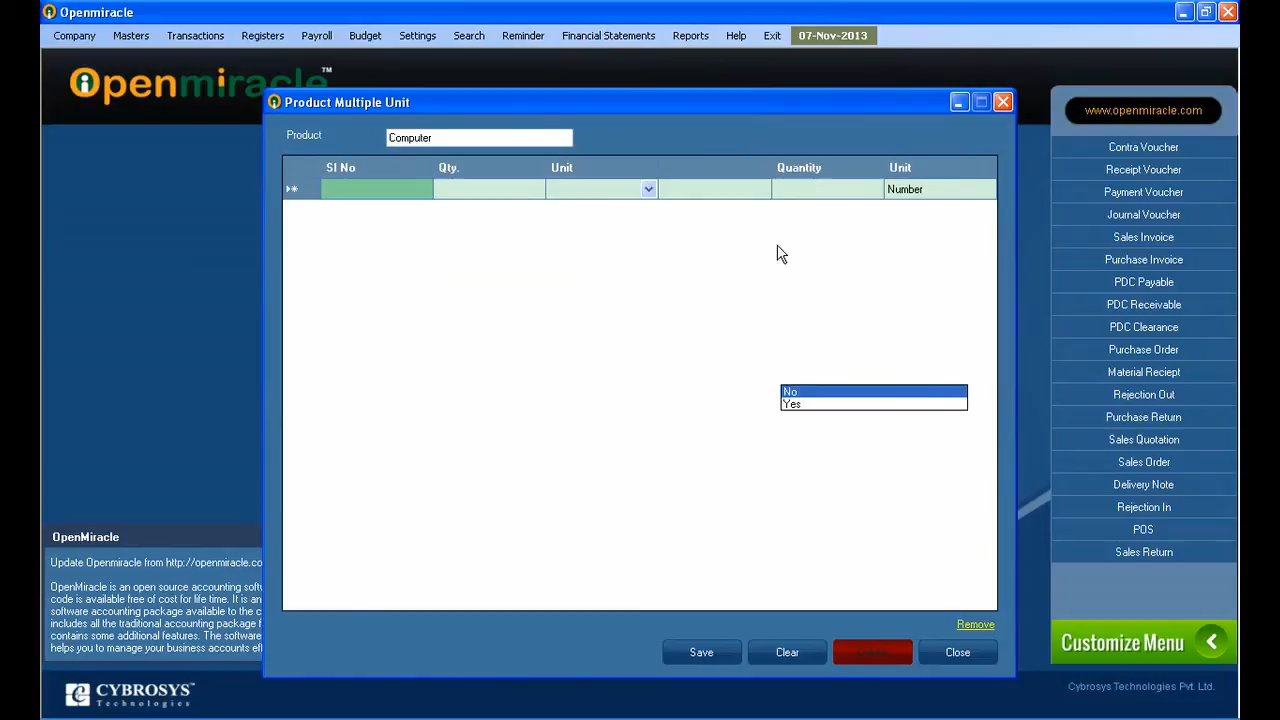 Openmiracle
Company Masters Transactions Registers Payroll Budget Settings Search Reminder Financial Statements Reports Help Exit 07-Nov-2013
Openmiracle™
Product Multiple Unit
Product Computer
Sl No Qty. Unit Quantity Unit
Number
No
Yes
Remove
Save Clear Close
www.openmiracle.com
Contra Voucher
Receipt Voucher
Payment Voucher
Journal Voucher
Sales Invoice
Purchase Invoice
PDC Payable
PDC Receivable
PDC Clearance
Purchase Order
Material Reciept
Rejection Out
Purchase Return
Sales Quotation
Sales Order
Delivery Note
Rejection In
POS
Sales Return
Customize Menu
OpenMiracle
Update Openmiracle from http://openmiracle.co
OpenMiracle is an open source accounting softw
code is available free of cost for life time. It is an
software accounting package available to the c
includes all the traditional accounting package f
contains some additional features. The software
helps you to manage your business accounts eff
CYBROSYS™
Technologies
Cybrosys Technologies Pvt. Ltd.